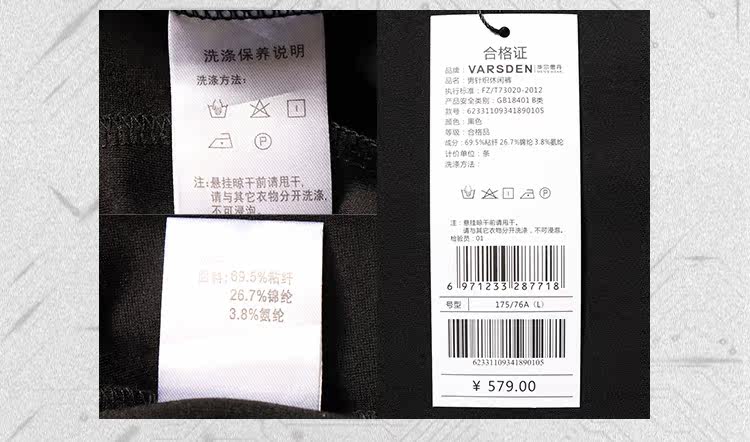 洗涤保养说明
洗涤方法:
注:悬挂晾干前请甩干,
请与其它衣物分开洗涤,
不可浸泡。
面料:69.5%粘纤
26.7%锦纶
3.8%氨纶
合格证
品牌: VARSDEN
执行标准: FZ/T73020-2012
产品安全类别: GB18401 B类
款号: 62331109341890105
颜色: 黑色
等级: 合格品
成分: 69.5%粘纤 26.7%锦纶 3.8%氨纶
计价单位: 条
洗涤方法:
注: 悬挂晾干前请甩干。
请与其它衣物分开洗涤, 不可浸泡。
检验员: 01
6 971233 287718
号型 175/76A (L)
62331109341890105
¥ 579.00